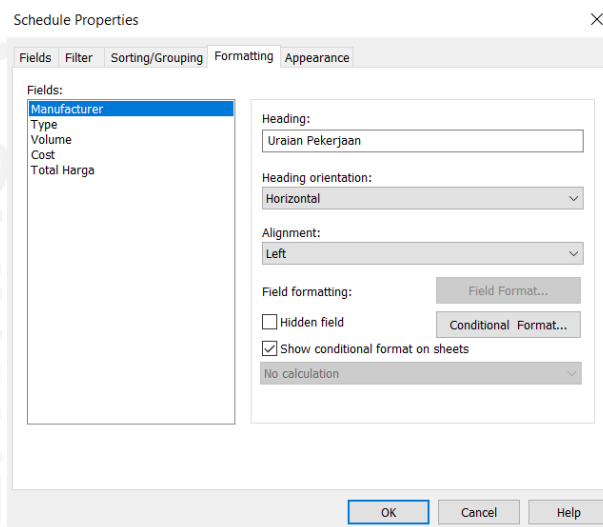 Schedule Properties
Fields Filter Sorting/Grouping Formatting Appearance
Fields:
Manufacturer
Type
Volume
Cost
Total Harga
Heading:
Uraian Pekerjaan
Heading orientation:
Horizontal
Alignment:
Left
Field formatting:
Field Format...
Hidden field
Conditional Format...
Show conditional format on sheets
No calculation
OK Cancel Help